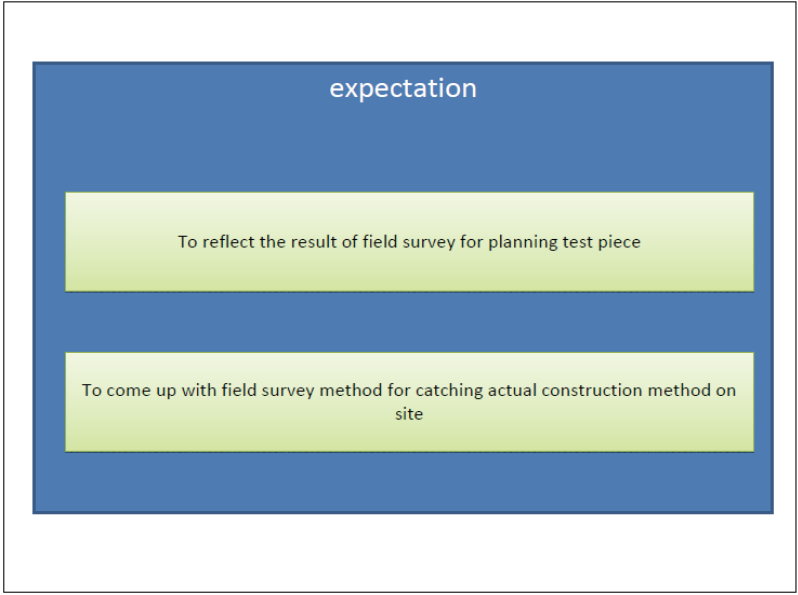 expectation
To reflect the result of field survey for planning test piece
To come up with field survey method for catching actual construction method on
site